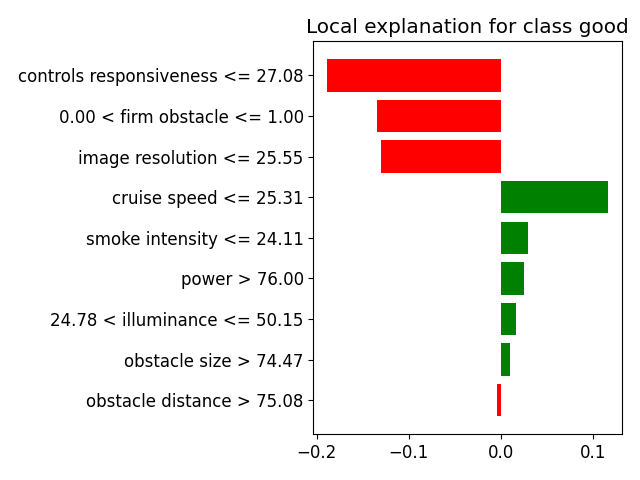 Local explanation for class good
controls responsiveness <= 27.08
0.00 < firm obstacle <= 1.00
image resolution <= 25.55
cruise speed <= 25.31
smoke intensity <= 24.11
power > 76.00
24.78 < illuminance <= 50.15
obstacle size > 74.47
obstacle distance > 75.08
−0.2 −0.1 0.0 0.1